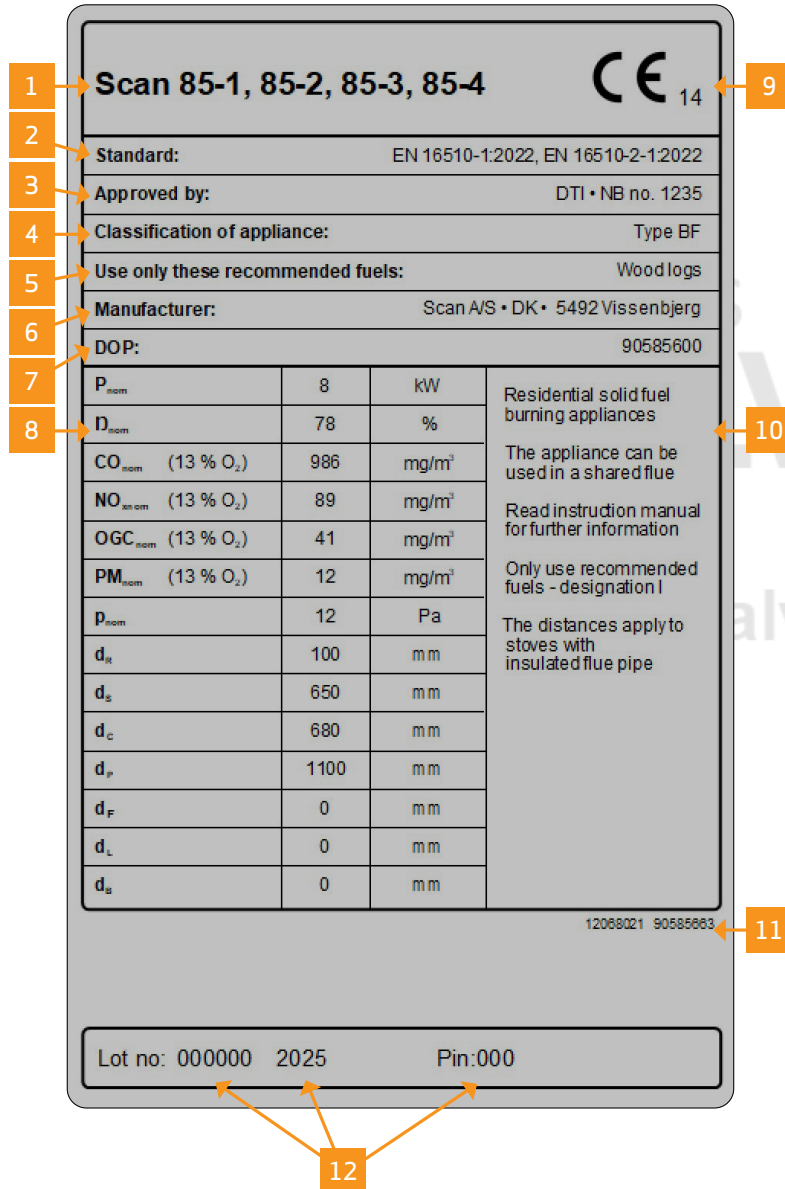 1
Scan 85-1, 85-2, 85-3, 85-4
CE 14
9
2
Standard: EN 16510-1:2022, EN 16510-2-1:2022
3
Approved by: DTI • NB no. 1235
4
Classification of appliance: Type BF
5
Use only these recommended fuels: Wood logs
6
Manufacturer: Scan A/S • DK • 5492 Vissenbjerg
7
DOP: 90585600
8
Pnom 8 kW
ηnom 78 %
COnom (13 % O₂) 986 mg/m³
NOxnom (13 % O₂) 89 mg/m³
OGCnom (13 % O₂) 41 mg/m³
PMnom (13 % O₂) 12 mg/m³
pnom 12 Pa
dR 100 mm
dS 650 mm
dC 680 mm
dP 1100 mm
dF 0 mm
dL 0 mm
dB 0 mm
Residential solid fuel
burning appliances
The appliance can be
used in a shared flue
Read instruction manual
for further information
Only use recommended
fuels - designation I
The distances apply to
stoves with
insulated flue pipe
10
12068021 90585663
11
Lot no: 000000 2025 Pin:000
12